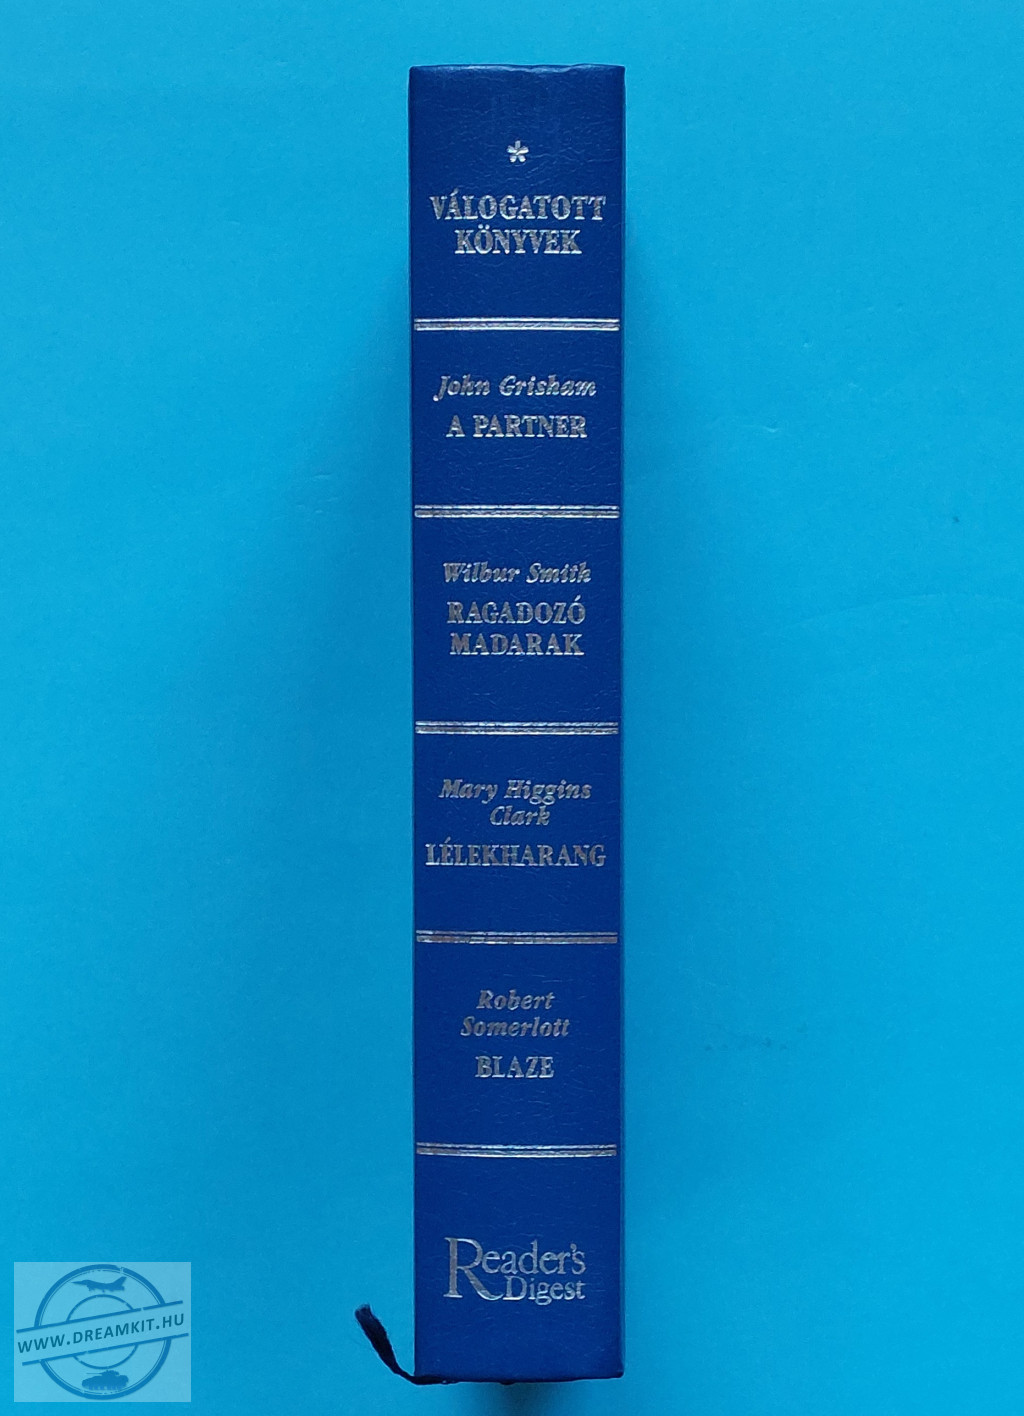 *
VÁLOGATOTT
KÖNYVEK
John Grisham
A PARTNER
Wilbur Smith
RAGADOZÓ
MADARAK
Mary Higgins
Clark
LÉLEKHARANG
Robert
Somerlott
BLAZE
Reader's
Digest
WWW.DREAMKIT.HU